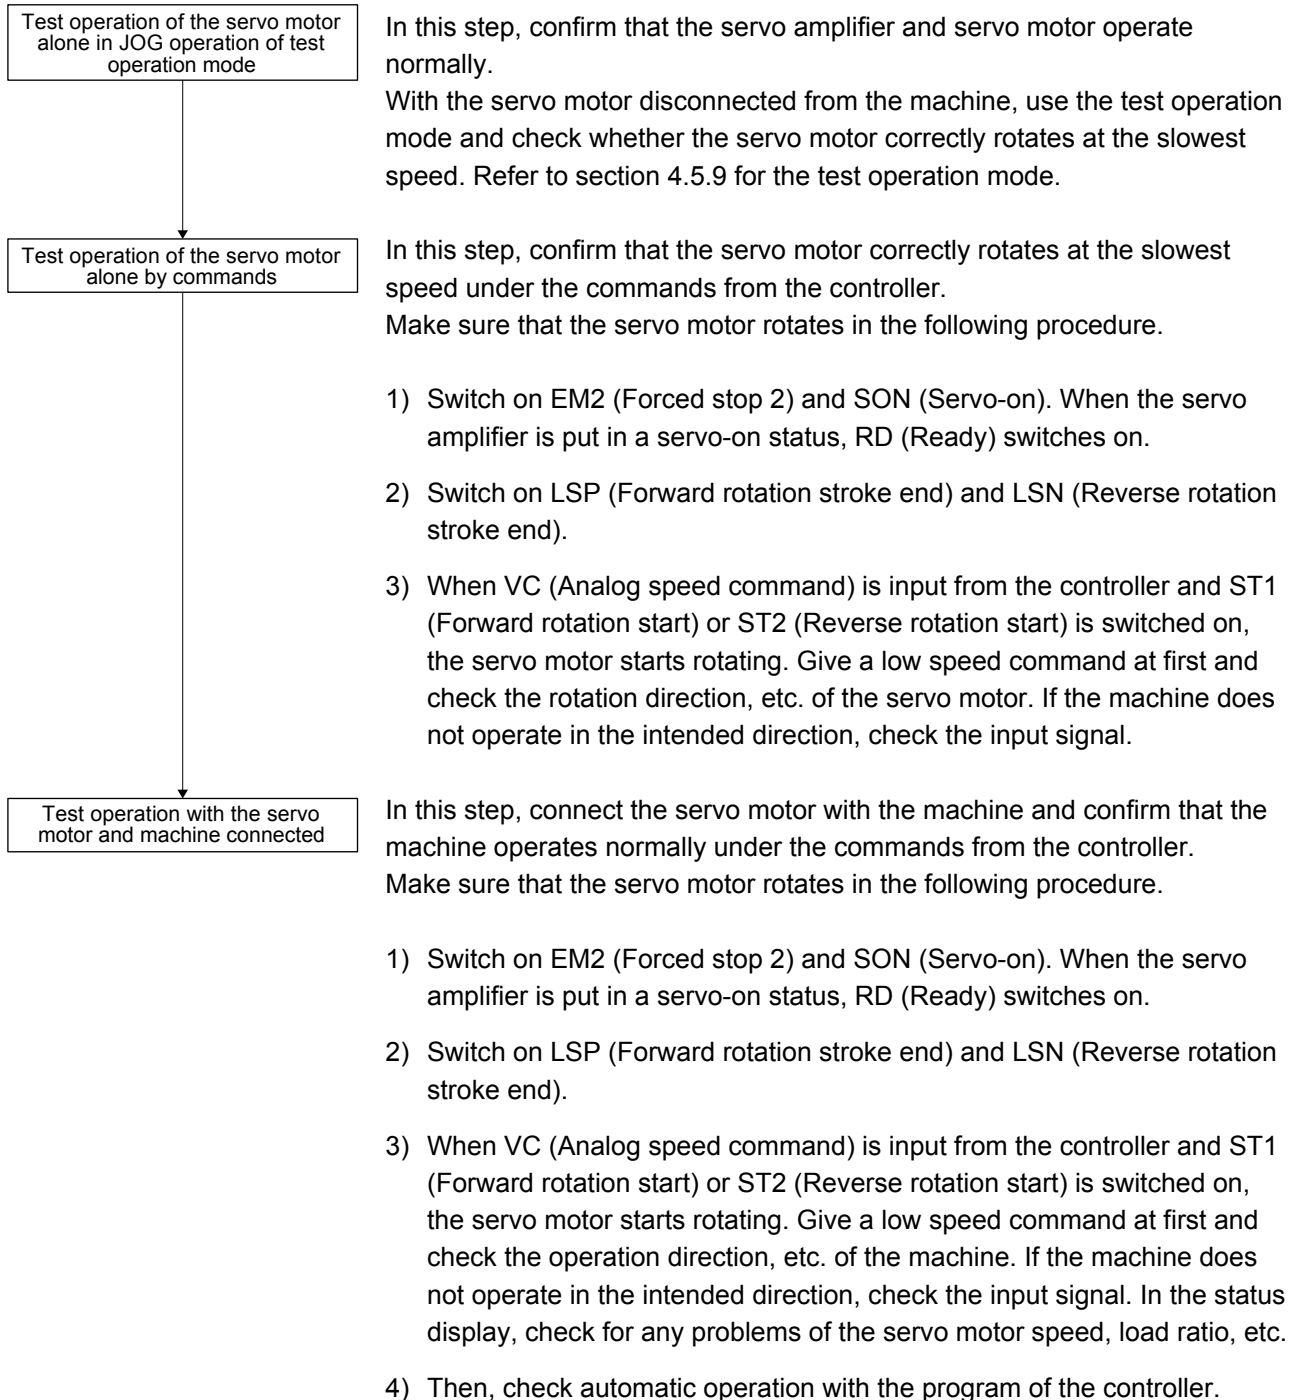 Test operation of the servo motor
alone in JOG operation of test
operation mode
In this step, confirm that the servo amplifier and servo motor operate
normally.
With the servo motor disconnected from the machine, use the test operation
mode and check whether the servo motor correctly rotates at the slowest
speed. Refer to section 4.5.9 for the test operation mode.
Test operation of the servo motor
alone by commands
In this step, confirm that the servo motor correctly rotates at the slowest
speed under the commands from the controller.
Make sure that the servo motor rotates in the following procedure.
1) Switch on EM2 (Forced stop 2) and SON (Servo-on). When the servo
amplifier is put in a servo-on status, RD (Ready) switches on.
2) Switch on LSP (Forward rotation stroke end) and LSN (Reverse rotation
stroke end).
3) When VC (Analog speed command) is input from the controller and ST1
(Forward rotation start) or ST2 (Reverse rotation start) is switched on,
the servo motor starts rotating. Give a low speed command at first and
check the rotation direction, etc. of the servo motor. If the machine does
not operate in the intended direction, check the input signal.
Test operation with the servo
motor and machine connected
In this step, connect the servo motor with the machine and confirm that the
machine operates normally under the commands from the controller.
Make sure that the servo motor rotates in the following procedure.
1) Switch on EM2 (Forced stop 2) and SON (Servo-on). When the servo
amplifier is put in a servo-on status, RD (Ready) switches on.
2) Switch on LSP (Forward rotation stroke end) and LSN (Reverse rotation
stroke end).
3) When VC (Analog speed command) is input from the controller and ST1
(Forward rotation start) or ST2 (Reverse rotation start) is switched on,
the servo motor starts rotating. Give a low speed command at first and
check the operation direction, etc. of the machine. If the machine does
not operate in the intended direction, check the input signal. In the status
display, check for any problems of the servo motor speed, load ratio, etc.
4) Then, check automatic operation with the program of the controller.